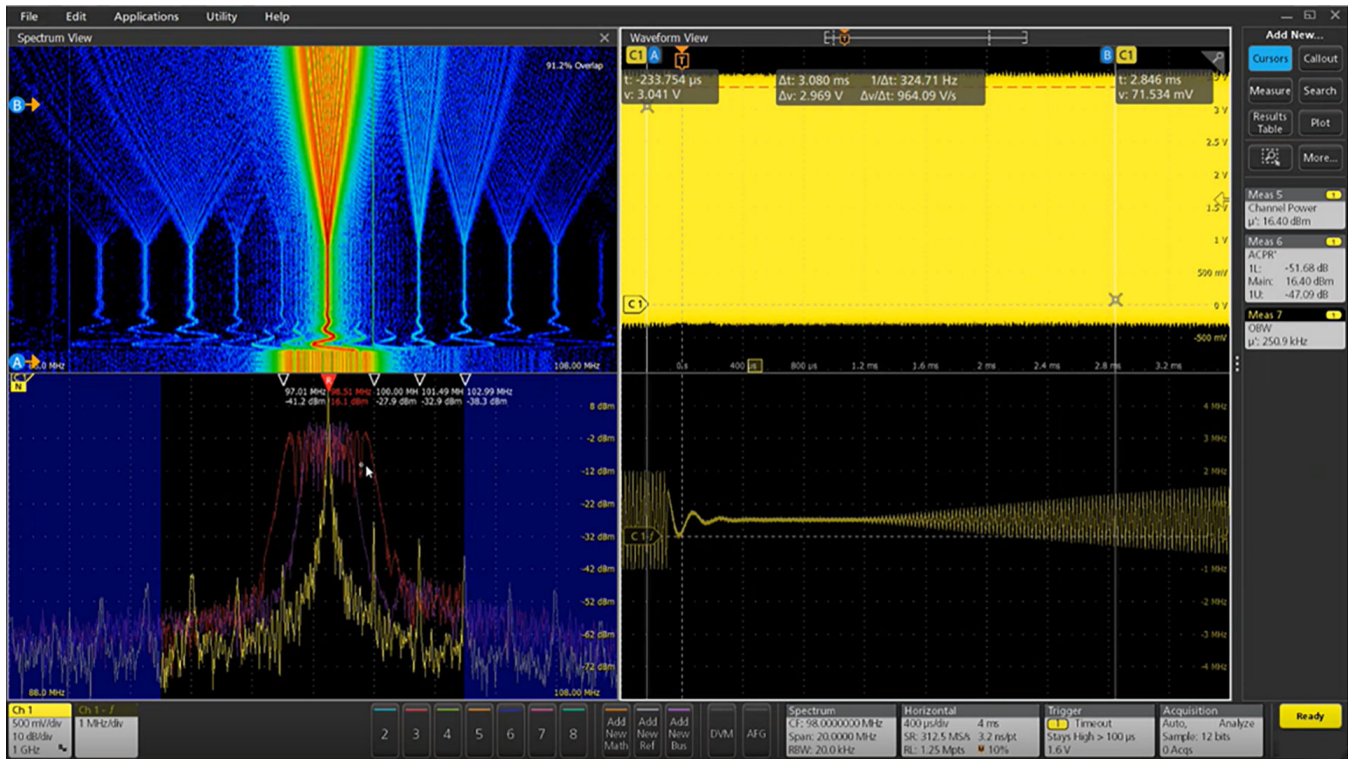 File Edit Applications Utility Help
Spectrum View
91.2% Overlap
B
A
108.00 MHz
C1
N
97.01 MHz 98.51 MHz 100.00 MH 101.49 MH 102.99 MHz
-41.2 dBm 16.1 dBm -27.9 dBm -32.9 dBm -38.3 dBm
8 dBm
-2 dBm
-12 dBm
-22 dBm
-32 dBm
-42 dBm
-52 dBm
-62 dBm
-72 dBm
88.0 MHz 108.00 MHz
Waveform View
T
C1 A T B C1
t: -233.754 µs Δt: 3.080 ms 1/Δt: 324.71 Hz t: 2.846 ms
v: 3.041 V Δv: 2.969 V Δv/Δt: 964.09 V/s v: 71.534 mV
3 V
2.5 V
2 V
1.5 V
1 V
500 mV
C1 0 V
-500 mV
0 s 400 µs 800 µs 1.2 ms 1.6 ms 2 ms 2.4 ms 2.8 ms 3.2 ms
4 MHz
3 MHz
2 MHz
C1 f
-1 MHz
-2 MHz
-3 MHz
-4 MHz
Add New...
Cursors Callout
Measure Search
Results Table Plot
More...
Meas 5 1
Channel Power
µ': 16.40 dBm
Meas 6 1
ACPR'
1L: -51.68 dB
Main: 16.40 dBm
1U: -47.09 dB
Meas 7 1
OBW
µ': 250.9 kHz
Ch 1
500 mV/div
10 dB/div
1 GHz
Ch 1 - f
1 MHz/div
2 3 4 5 6 7 8
Add New Math
Add New Ref
Add New Bus
DVM
AFG
Spectrum
CF: 98.0000000 MHz
Span: 20.0000 MHz
RBW: 20.0 kHz
Horizontal
400 µs/div 4 ms
SR: 312.5 MS/s 3.2 ns/pt
RL: 1.25 Mpts 10%
Trigger
1 Timeout
Stays High > 100 µs
1.6 V
Acquisition
Auto, Analyze
Sample: 12 bits
0 Acqs
Ready